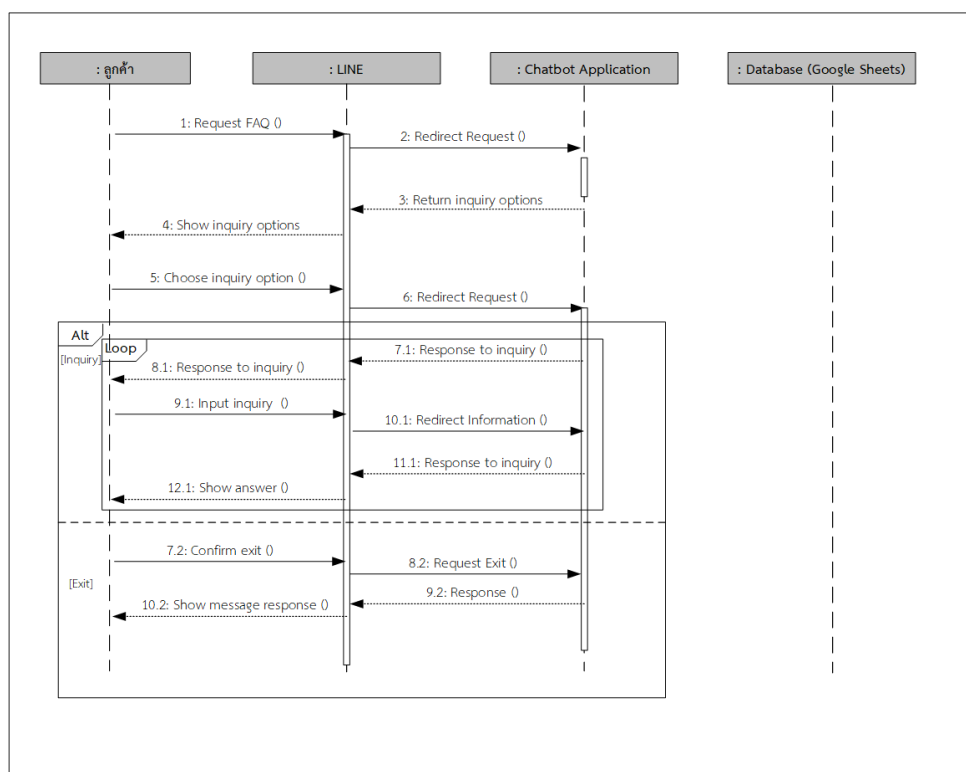 : ลูกค้า
: LINE
: Chatbot Application
: Database (Google Sheets)
1: Request FAQ ()
2: Redirect Request ()
3: Return inquiry options
4: Show inquiry options
5: Choose inquiry option ()
6: Redirect Request ()
Alt
[Inquiry]
Loop
7.1: Response to inquiry ()
8.1: Response to inquiry ()
9.1: Input inquiry ()
10.1: Redirect Information ()
11.1: Response to inquiry ()
12.1: Show answer ()
7.2: Confirm exit ()
8.2: Request Exit ()
[Exit]
9.2: Response ()
10.2: Show message response ()